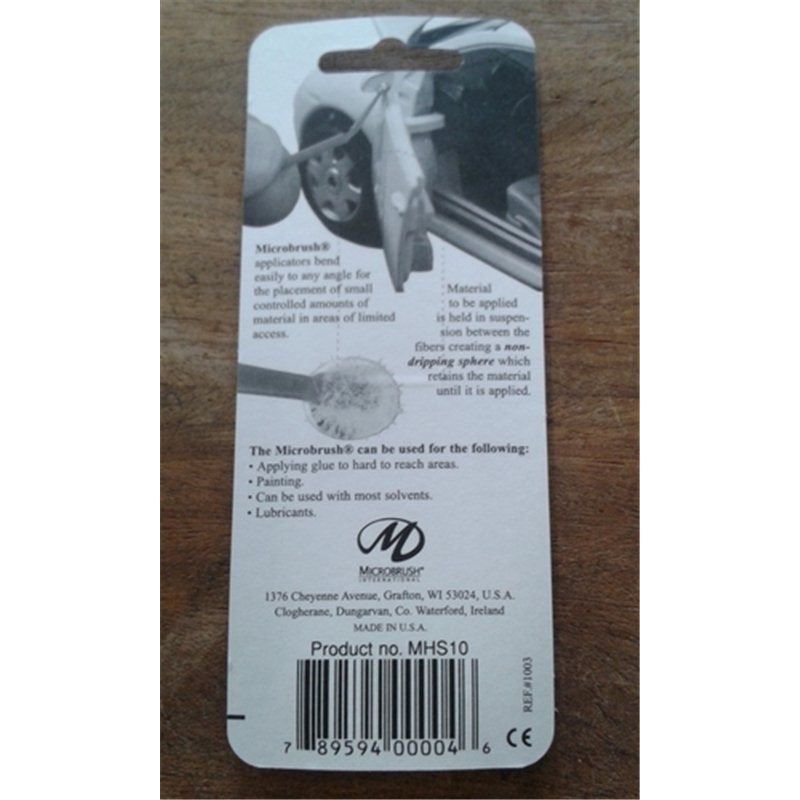 Microbrush®
applicators bend
easily to any angle for
the placement of small
controlled amounts of
material in areas of limited
access.
Material
to be applied
is held in suspen-
sion between the
fibers creating a non-
dripping sphere which
retains the material
until it is applied.
The Microbrush® can be used for the following:
• Applying glue to hard to reach areas.
• Painting.
• Can be used with most solvents.
• Lubricants.
M
MICROBRUSH®
INTERNATIONAL
1376 Cheyenne Avenue, Grafton, WI 53024, U.S.A.
Clogherane, Dungarvan, Co. Waterford, Ireland
MADE IN U.S.A.
Product no. MHS10
7 89594 00004 6
CE
REF.#1003